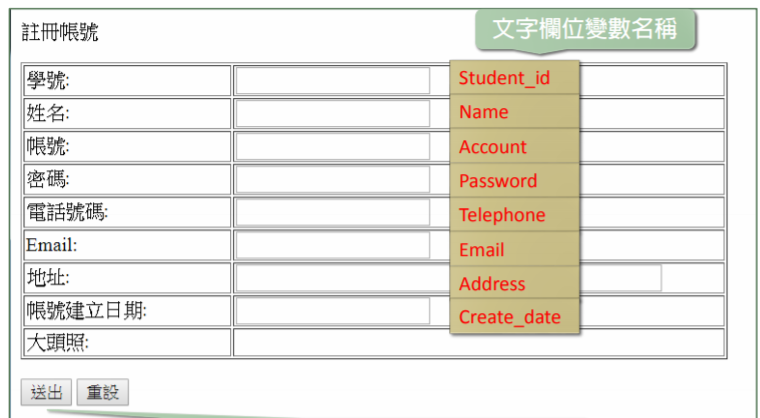 註冊帳號
文字欄位變數名稱
學號: Student_id
姓名: Name
帳號: Account
密碼: Password
電話號碼: Telephone
Email: Email
地址: Address
帳號建立日期: Create_date
大頭照:
送出 重設